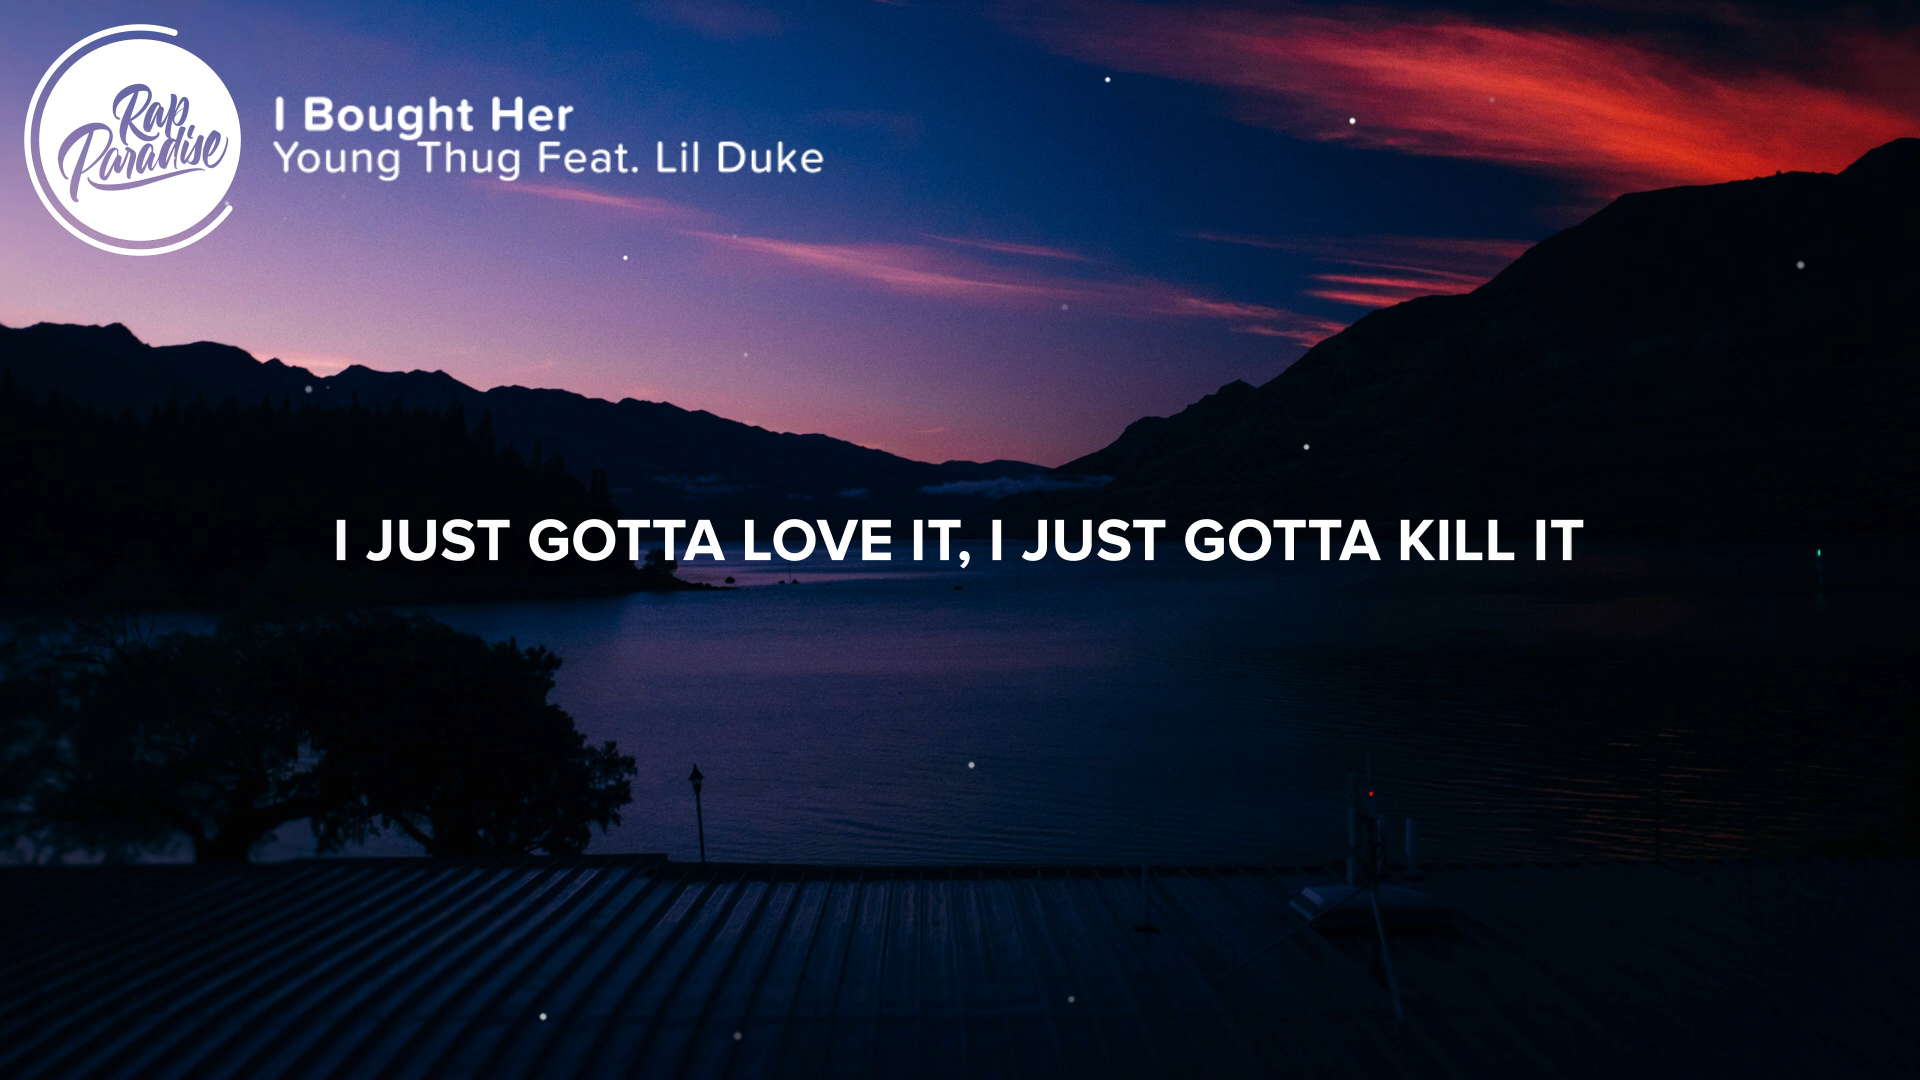 Rap
Paradise
I Bought Her
Young Thug Feat. Lil Duke
I JUST GOTTA LOVE IT, I JUST GOTTA KILL IT